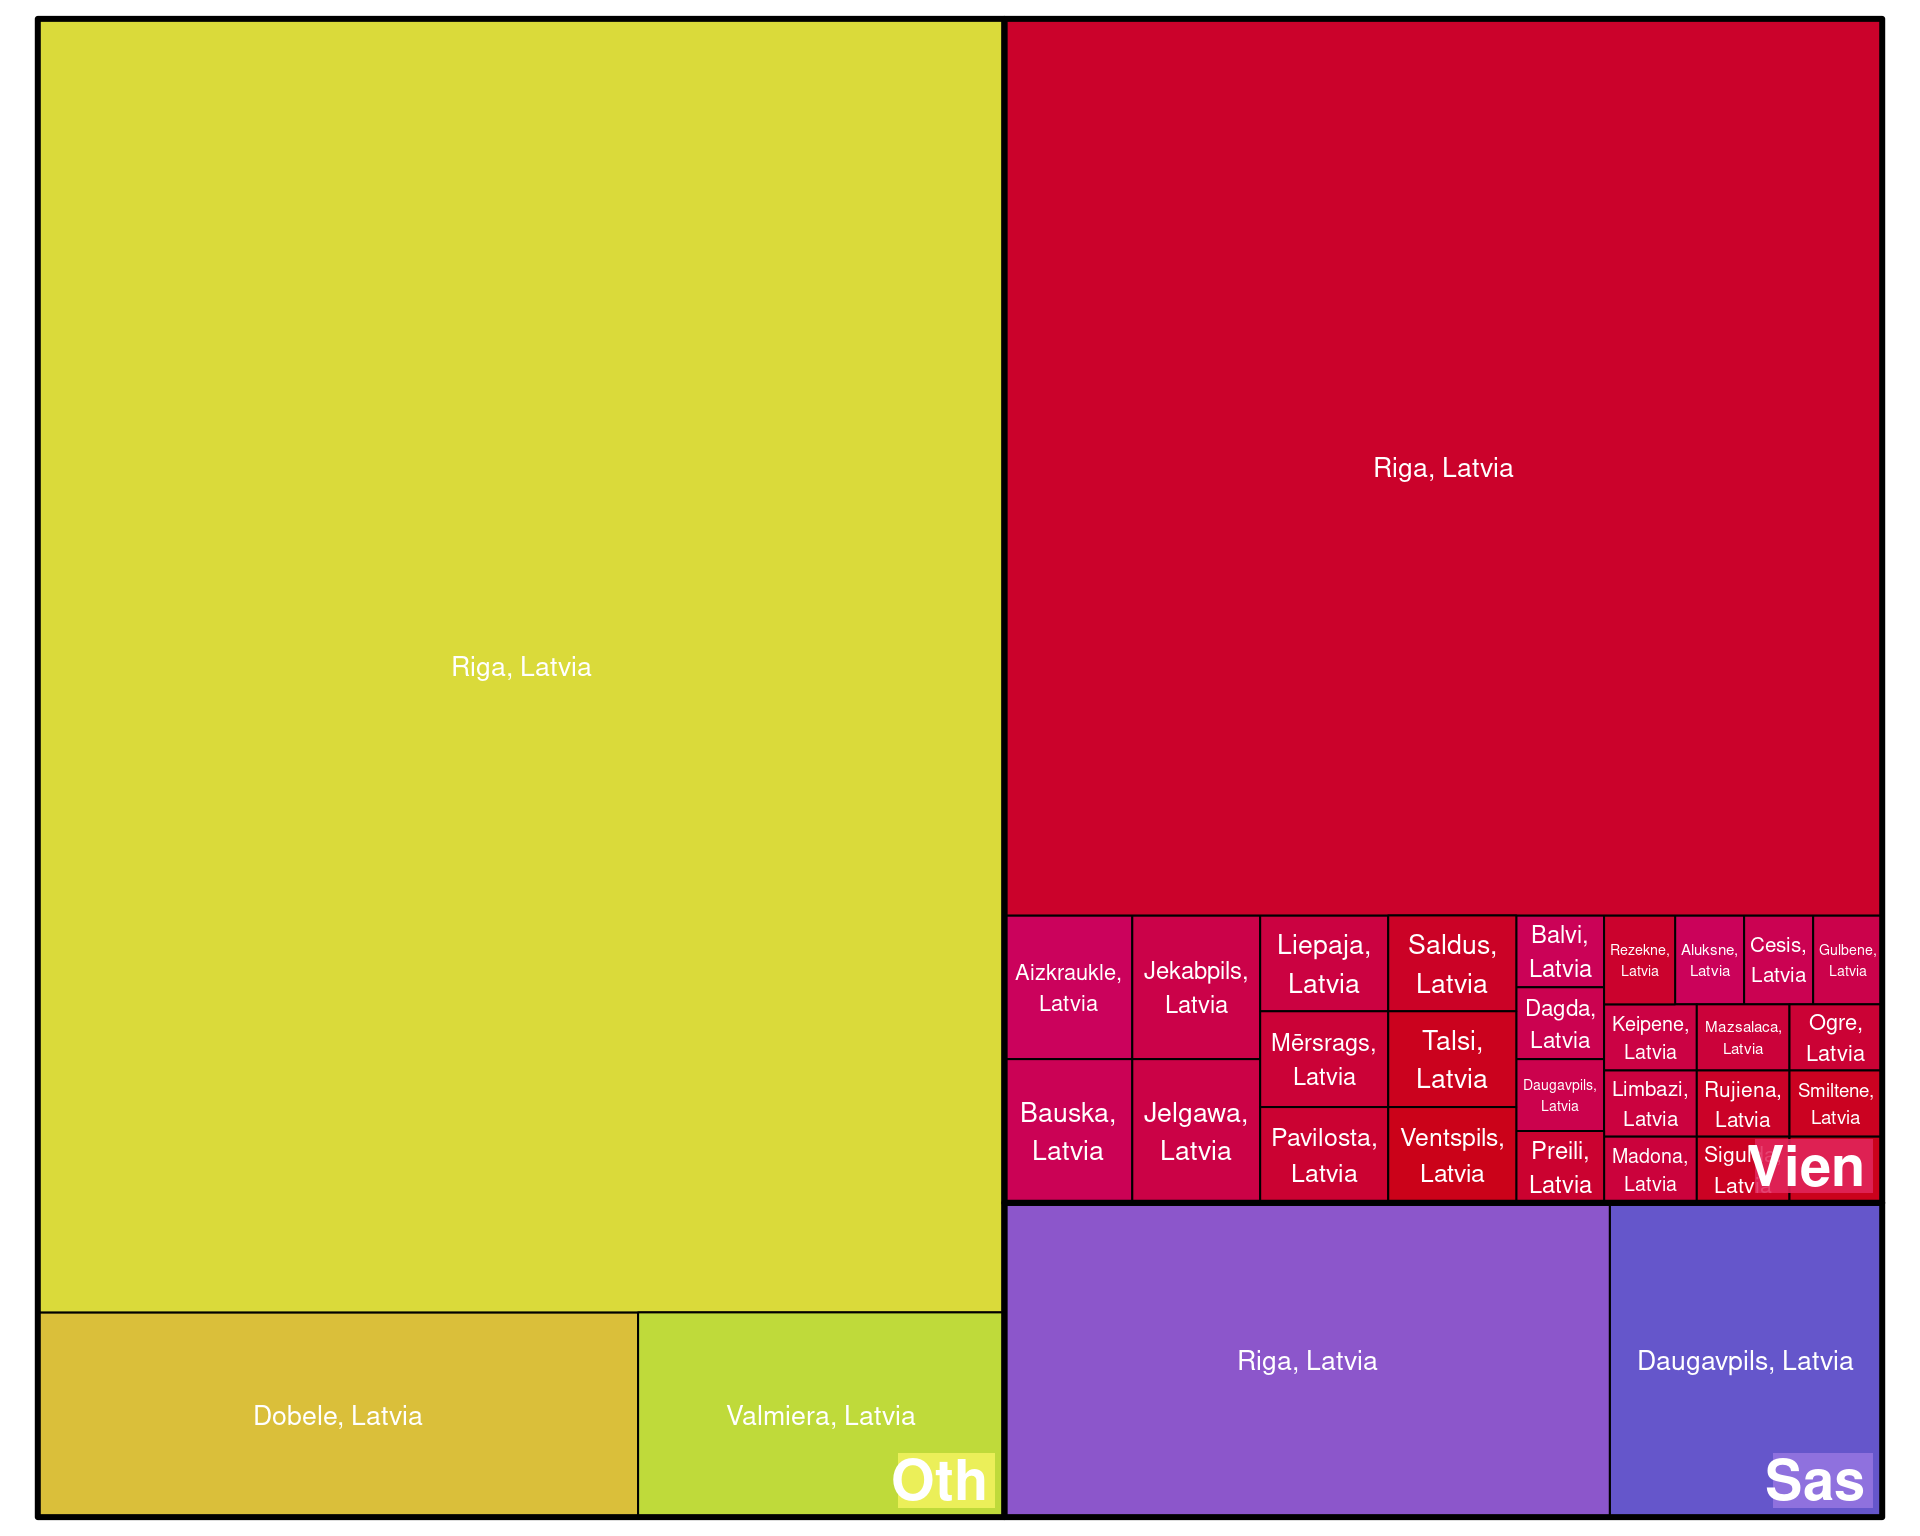 Riga, Latvia
Dobele, Latvia
Valmiera, Latvia
Oth
Riga, Latvia
Aizkraukle,
Latvia
Bauska,
Latvia
Jekabpils,
Latvia
Jelgawa,
Latvia
Liepaja,
Latvia
Mērsrags,
Latvia
Pavilosta,
Latvia
Saldus,
Latvia
Talsi,
Latvia
Ventspils,
Latvia
Balvi,
Latvia
Dagda,
Latvia
Daugavpils,
Latvia
Preili,
Latvia
Rezekne,
Latvia
Aluksne,
Latvia
Cesis,
Latvia
Gulbene,
Latvia
Keipene,
Latvia
Mazsalaca,
Latvia
Ogre,
Latvia
Limbazi,
Latvia
Rujiena,
Latvia
Smiltene,
Latvia
Madona,
Latvia
Latvia
Vien
Riga, Latvia
Daugavpils, Latvia
Sas